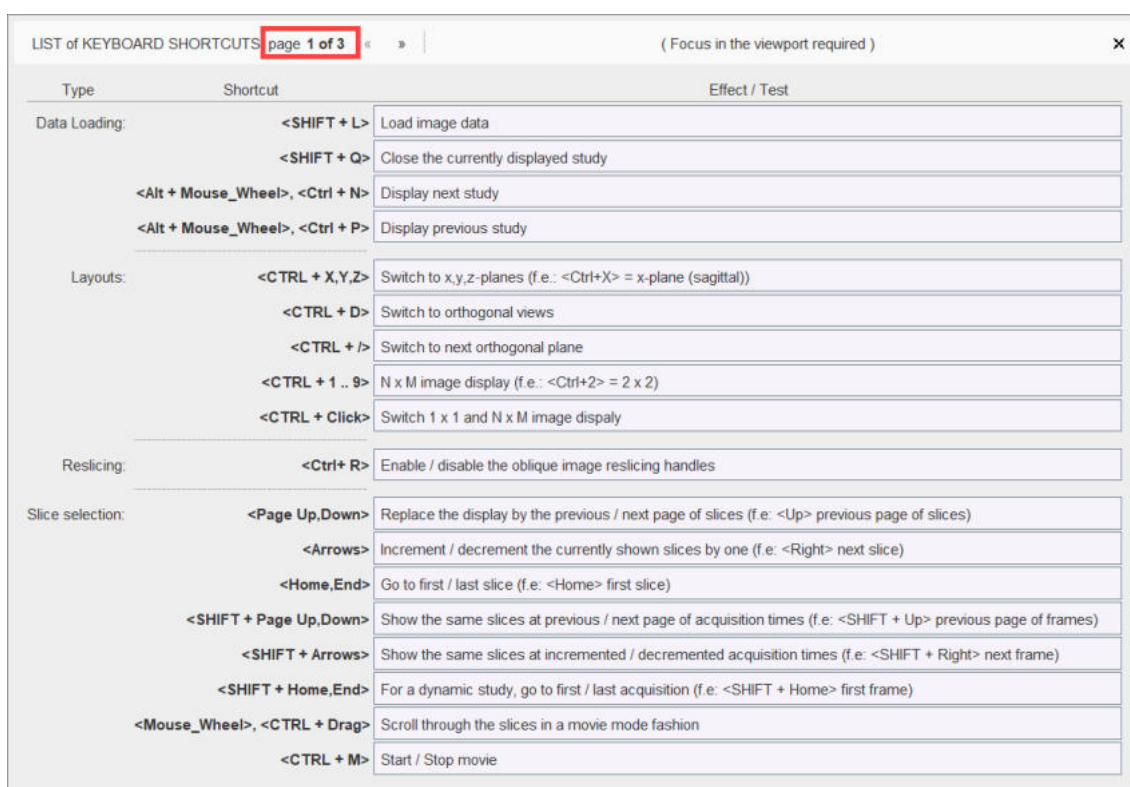 LIST of KEYBOARD SHORTCUTS page 1 of 3 « » ( Focus in the viewport required ) ×
Type Shortcut Effect / Test
Data Loading: <SHIFT + L> Load image data
<SHIFT + Q> Close the currently displayed study
<Alt + Mouse_Wheel>, <Ctrl + N> Display next study
<Alt + Mouse_Wheel>, <Ctrl + P> Display previous study
Layouts: <CTRL + X,Y,Z> Switch to x,y,z-planes (f.e.: <Ctrl+X> = x-plane (sagittal))
<CTRL + D> Switch to orthogonal views
<CTRL + /> Switch to next orthogonal plane
<CTRL + 1 .. 9> N x M image display (f.e.: <Ctrl+2> = 2 x 2)
<CTRL + Click> Switch 1 x 1 and N x M image dispaly
Reslicing: <Ctrl+ R> Enable / disable the oblique image reslicing handles
Slice selection: <Page Up,Down> Replace the display by the previous / next page of slices (f.e: <Up> previous page of slices)
<Arrows> Increment / decrement the currently shown slices by one (f.e: <Right> next slice)
<Home,End> Go to first / last slice (f.e: <Home> first slice)
<SHIFT + Page Up,Down> Show the same slices at previous / next page of acquisition times (f.e: <SHIFT + Up> previous page of frames)
<SHIFT + Arrows> Show the same slices at incremented / decremented acquisition times (f.e: <SHIFT + Right> next frame)
<SHIFT + Home,End> For a dynamic study, go to first / last acquisition (f.e: <SHIFT + Home> first frame)
<Mouse_Wheel>, <CTRL + Drag> Scroll through the slices in a movie mode fashion
<CTRL + M> Start / Stop movie